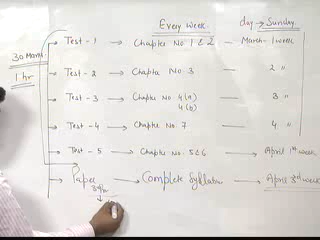 Every week day → Sunday
30 Marks Test-1 → Chapter No. 1 & 2 — March-1 week
1 hr
Test-2 → Chapter No 3 — 2 "
Test-3 → Chapter No 4(a) — 3 "
4(b)
Test-4 → Chapter No. 7 — 4 "
Test-5 → Chapter No. 5&6 — April 1st week
Paper → Complete Syllabus → April 3rd week
3 hr